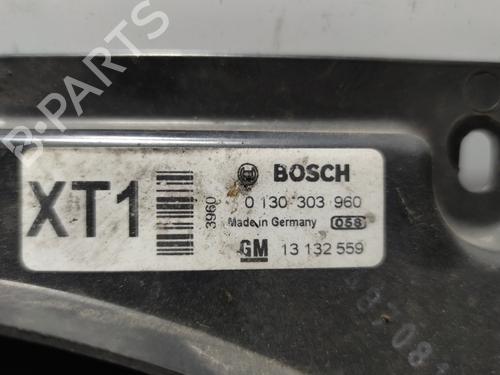 B-PARTS
XT1
3960
BOSCH
0 130 303 960
Made in Germany 058
GM 13 132 559